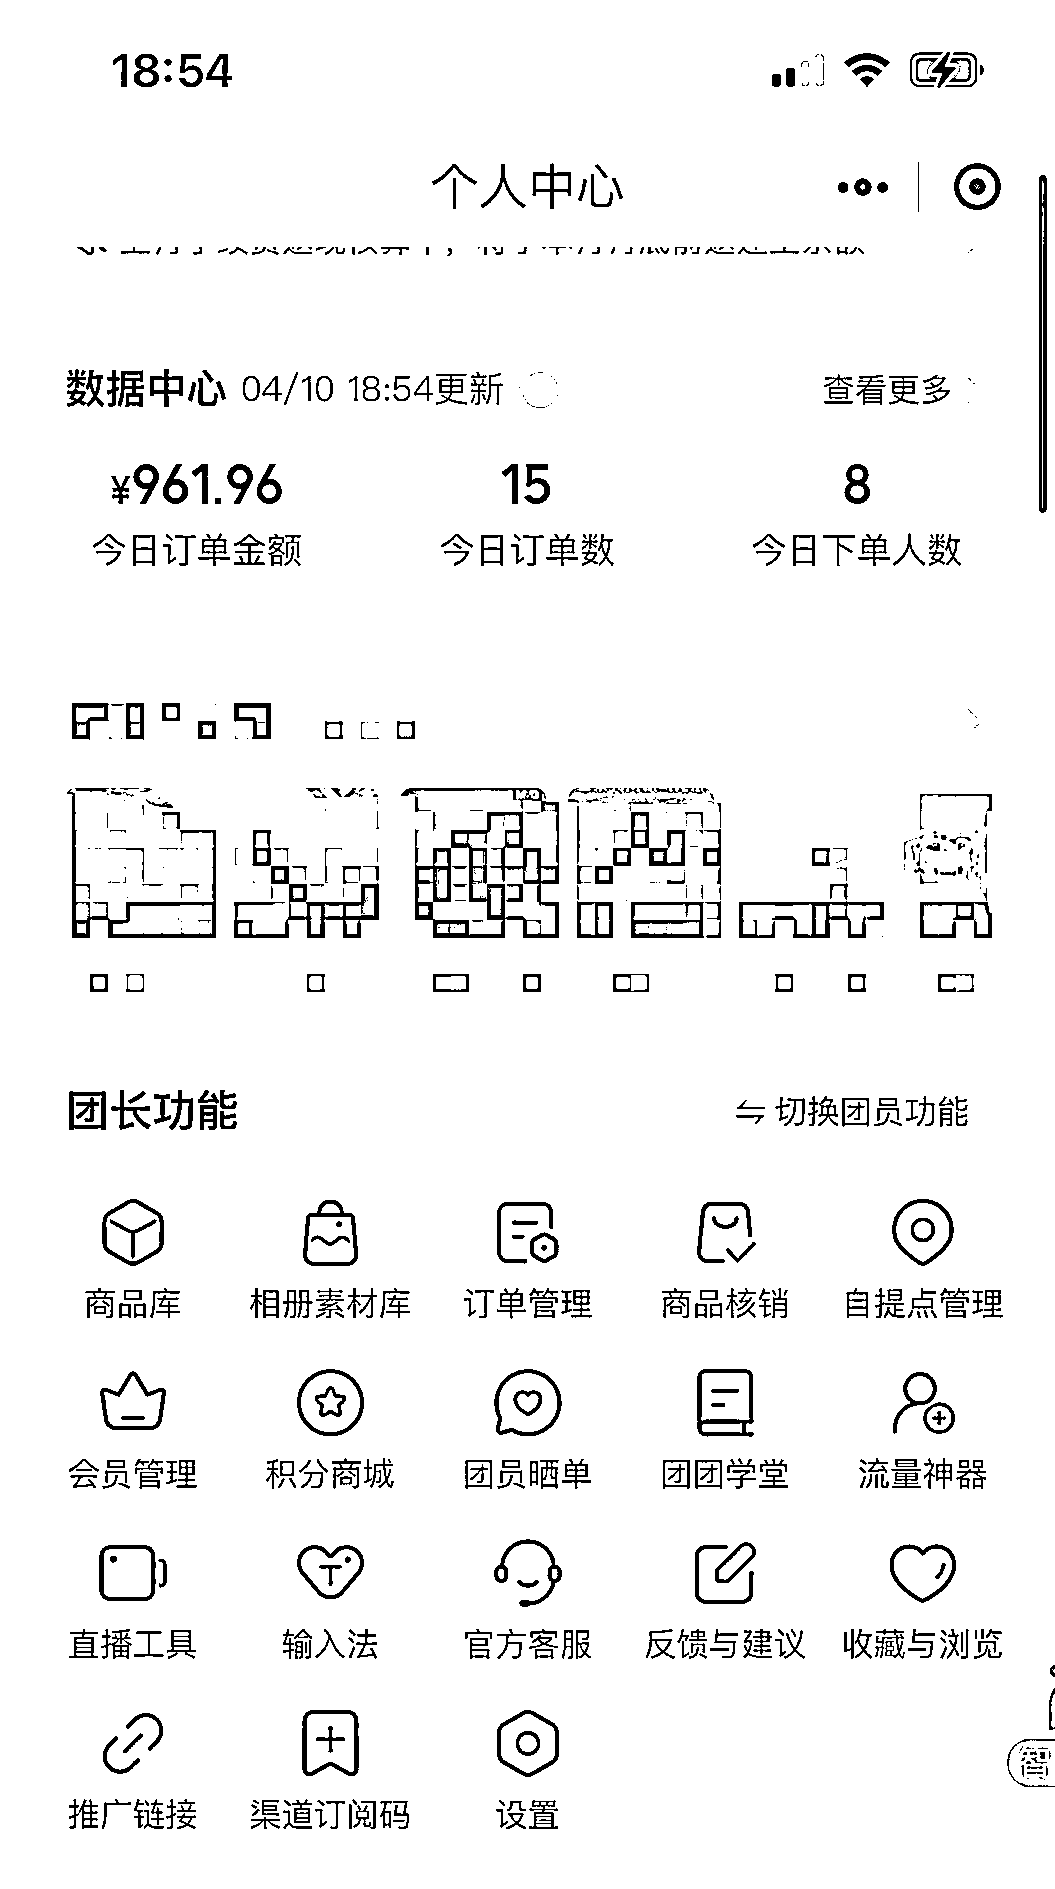 18:54
个人中心
数据中心 04/10 18:54更新 查看更多
¥961.96 15 8
今日订单金额 今日订单数 今日下单人数
团长功能 切换团员功能
商品库 相册素材库 订单管理 商品核销 自提点管理
会员管理 积分商城 团员晒单 团团学堂 流量神器
直播工具 输入法 官方客服 反馈与建议 收藏与浏览
智
推广链接 渠道订阅码 设置